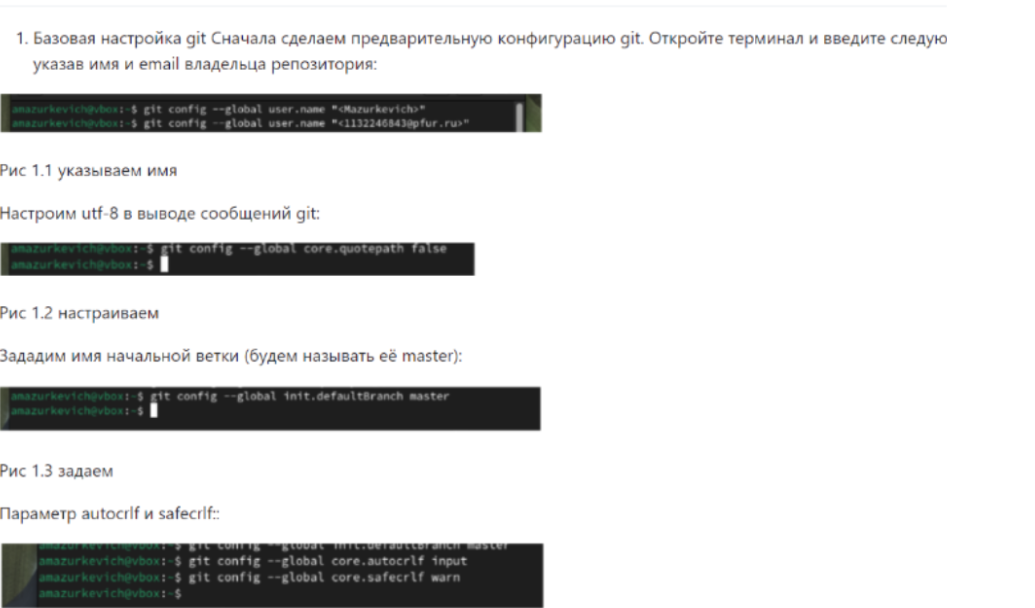 1. Базовая настройка git Сначала сделаем предварительную конфигурацию git. Откройте терминал и введите следую
указав имя и email владельца репозитория:
amazurkevich@vbox:~$ git config --global user.name "<Mazurkevich>"
amazurkevich@vbox:~$ git config --global user.name "<1132246843@pfur.ru>"
Рис 1.1 указываем имя
Настроим utf-8 в выводе сообщений git:
amazurkevich@vbox:~$ git config --global core.quotepath false
amazurkevich@vbox:~$
Рис 1.2 настраиваем
Зададим имя начальной ветки (будем называть её master):
amazurkevich@vbox:~$ git config --global init.defaultBranch master
amazurkevich@vbox:~$
Рис 1.3 задаем
Параметр autocrlf и safecrlf::
amazurkevich@vbox:~$ git config --global init.defaultBranch master
amazurkevich@vbox:~$ git config --global core.autocrlf input
amazurkevich@vbox:~$ git config --global core.safecrlf warn
amazurkevich@vbox:~$